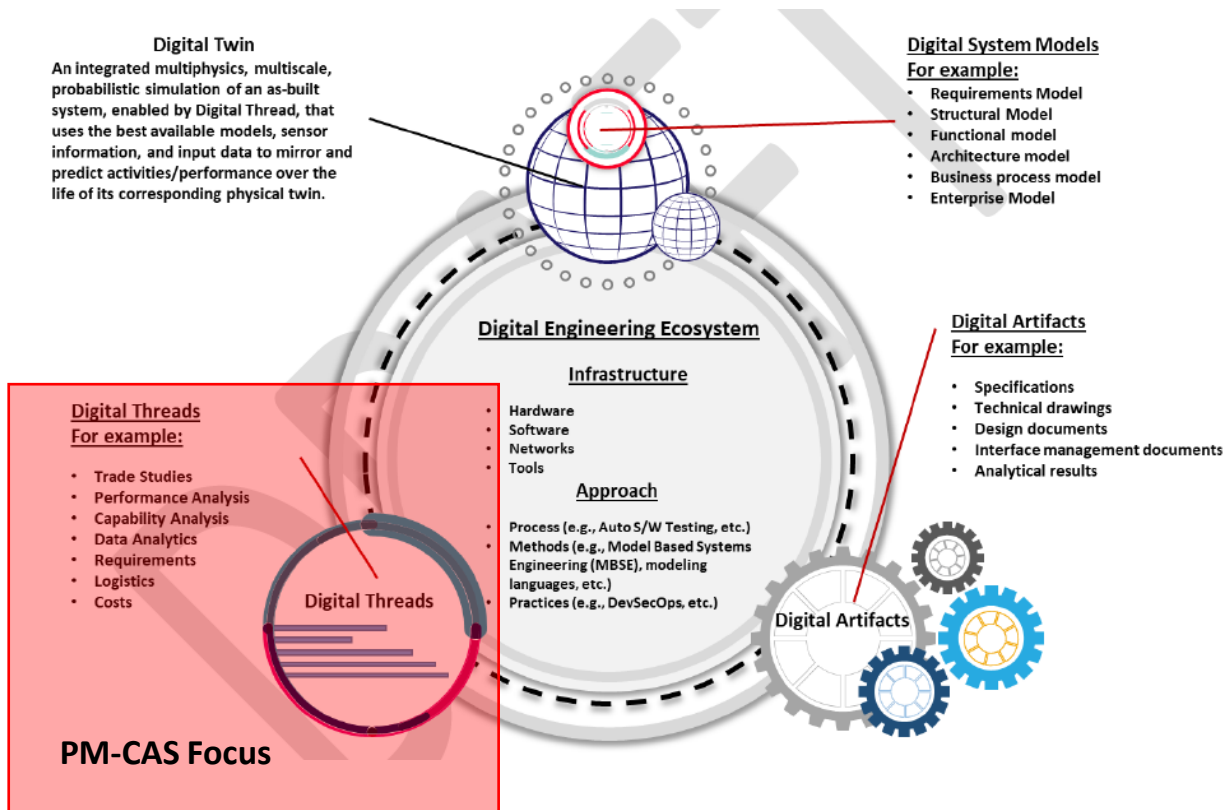 Digital Twin
An integrated multiphysics, multiscale,
probabilistic simulation of an as-built
system, enabled by Digital Thread, that
uses the best available models, sensor
information, and input data to mirror and
predict activities/performance over the
life of its corresponding physical twin.
Digital System Models
For example:
• Requirements Model
• Structural Model
• Functional model
• Architecture model
• Business process model
• Enterprise Model
Digital Engineering Ecosystem
Infrastructure
• Hardware
• Software
• Networks
• Tools
Approach
• Process (e.g., Auto S/W Testing, etc.)
• Methods (e.g., Model Based Systems
Engineering (MBSE), modeling
languages, etc.)
• Practices (e.g., DevSecOps, etc.)
Digital Artifacts
For example:
• Specifications
• Technical drawings
• Design documents
• Interface management documents
• Analytical results
Digital Threads
For example:
• Trade Studies
• Performance Analysis
• Capability Analysis
• Data Analytics
• Requirements
• Logistics
• Costs
Digital Threads
Digital Artifacts
PM-CAS Focus